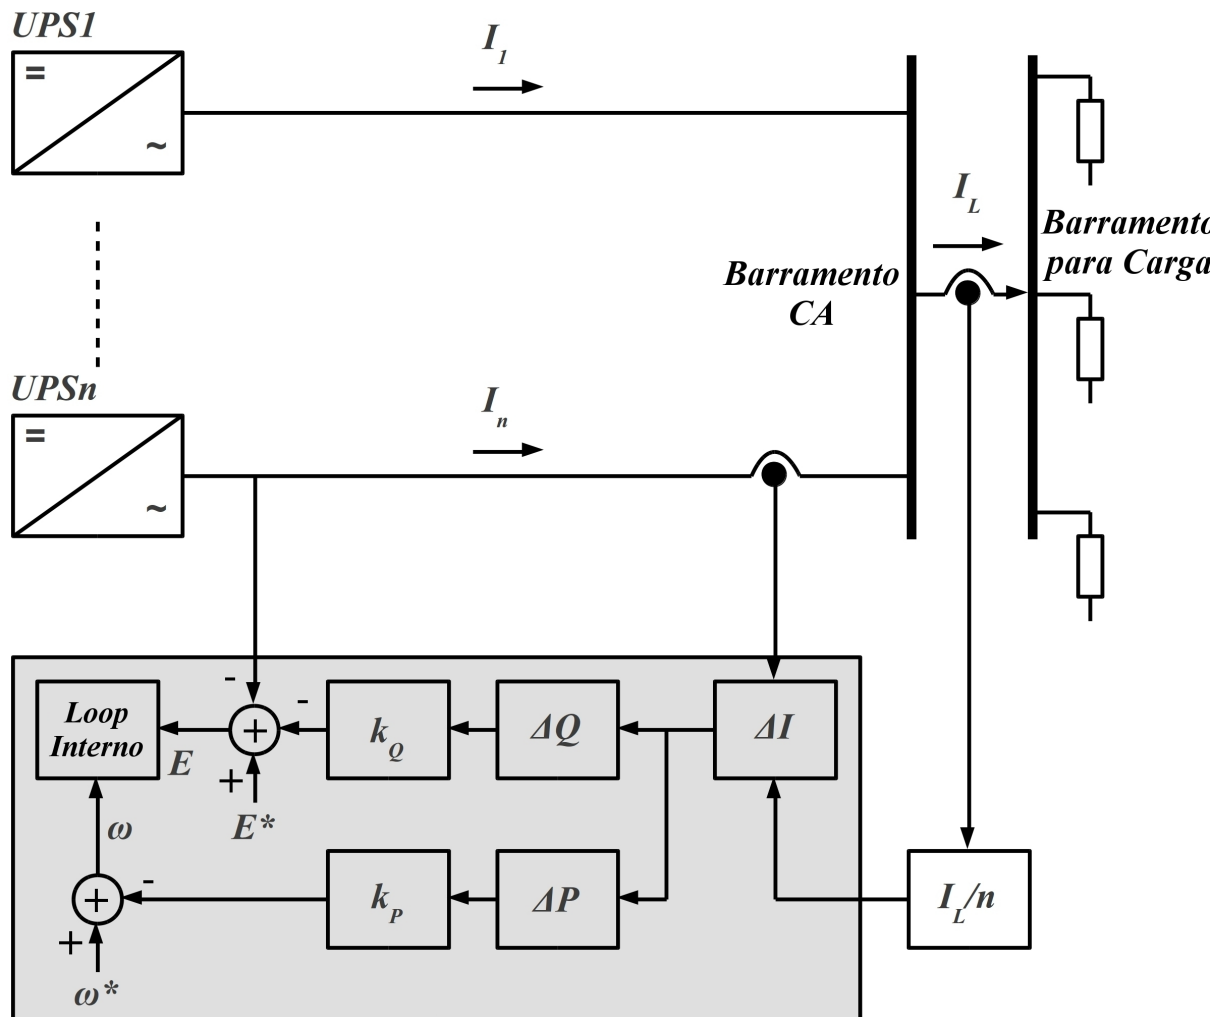 UPS1
=
~
I1
IL
Barramento
para Carga
Barramento
CA
UPSn
=
~
In
-
-
Loop
Interno
+
kQ
ΔQ
ΔI
E
+
E*
ω
-
+
kP
ΔP
IL/n
+
ω*